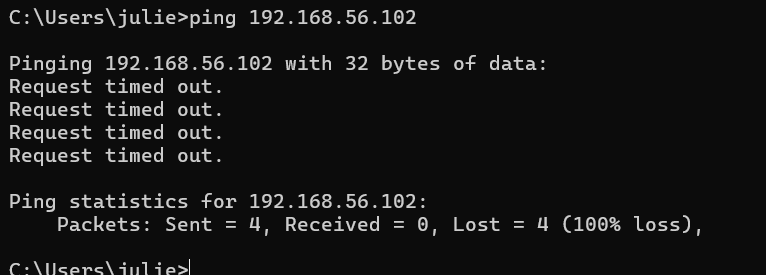 C:\Users\julie>ping 192.168.56.102
Pinging 192.168.56.102 with 32 bytes of data:
Request timed out.
Request timed out.
Request timed out.
Request timed out.
Ping statistics for 192.168.56.102:
    Packets: Sent = 4, Received = 0, Lost = 4 (100% loss),
C:\Users\julie>